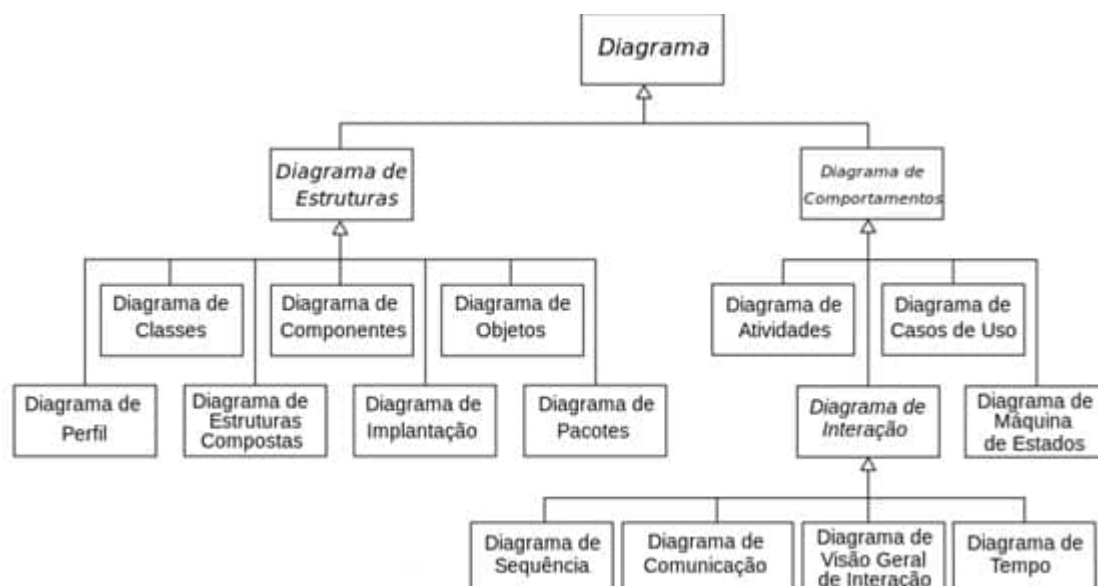 Diagrama
Diagrama de
Estruturas
Diagrama de
Comportamentos
Diagrama de
Classes
Diagrama de
Componentes
Diagrama de
Objetos
Diagrama de
Atividades
Diagrama de
Casos de Uso
Diagrama de
Perfil
Diagrama de
Estruturas
Compostas
Diagrama de
Implantação
Diagrama de
Pacotes
Diagrama de
Interação
Diagrama de
Máquina
de Estados
Diagrama de
Sequência
Diagrama de
Comunicação
Diagrama de
Visão Geral
de Interação
Diagrama de
Tempo